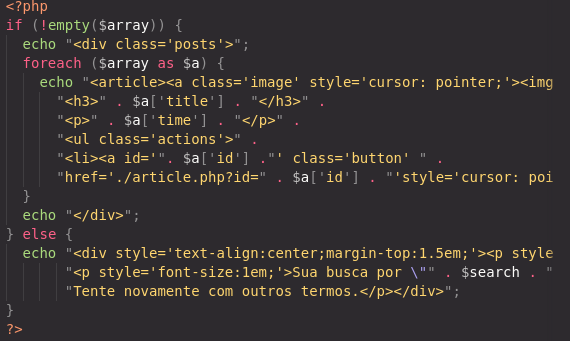 <?php
if (!empty($array)) {
  echo "<div class='posts'>";
  foreach ($array as $a) {
    echo "<article><a class='image' style='cursor: pointer;'><img
      "<h3>" . $a['title'] . "</h3>" .
      "<p>" . $a['time'] . "</p>" .
      "<ul class='actions'>" .
      "<li><a id='". $a['id'] ."' class='button' " .
      "href='./article.php?id=" . $a['id'] . "'style='cursor: poi
  }
  echo "</div>";
} else {
  echo "<div style='text-align:center;margin-top:1.5em;'><p style
      "<p style='font-size:1em;'>Sua busca por \"" . $search . "
      "Tente novamente com outros termos.</p></div>";
}
?>